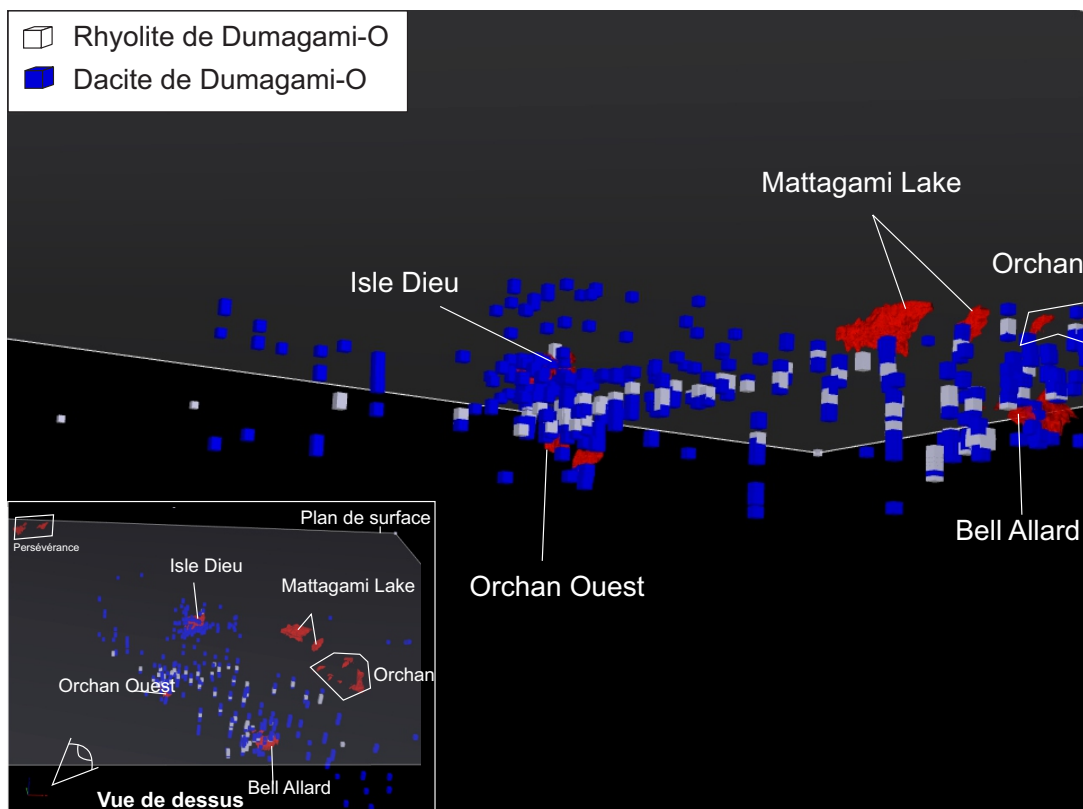 Rhyolite de Dumagami-O
Dacite de Dumagami-O
Mattagami Lake
Isle Dieu
Orchan
Bell Allard
Orchan Ouest
Plan de surface
Persévérance
Isle Dieu
Mattagami Lake
Orchan Ouest
Orchan
Bell Allard
Vue de dessus